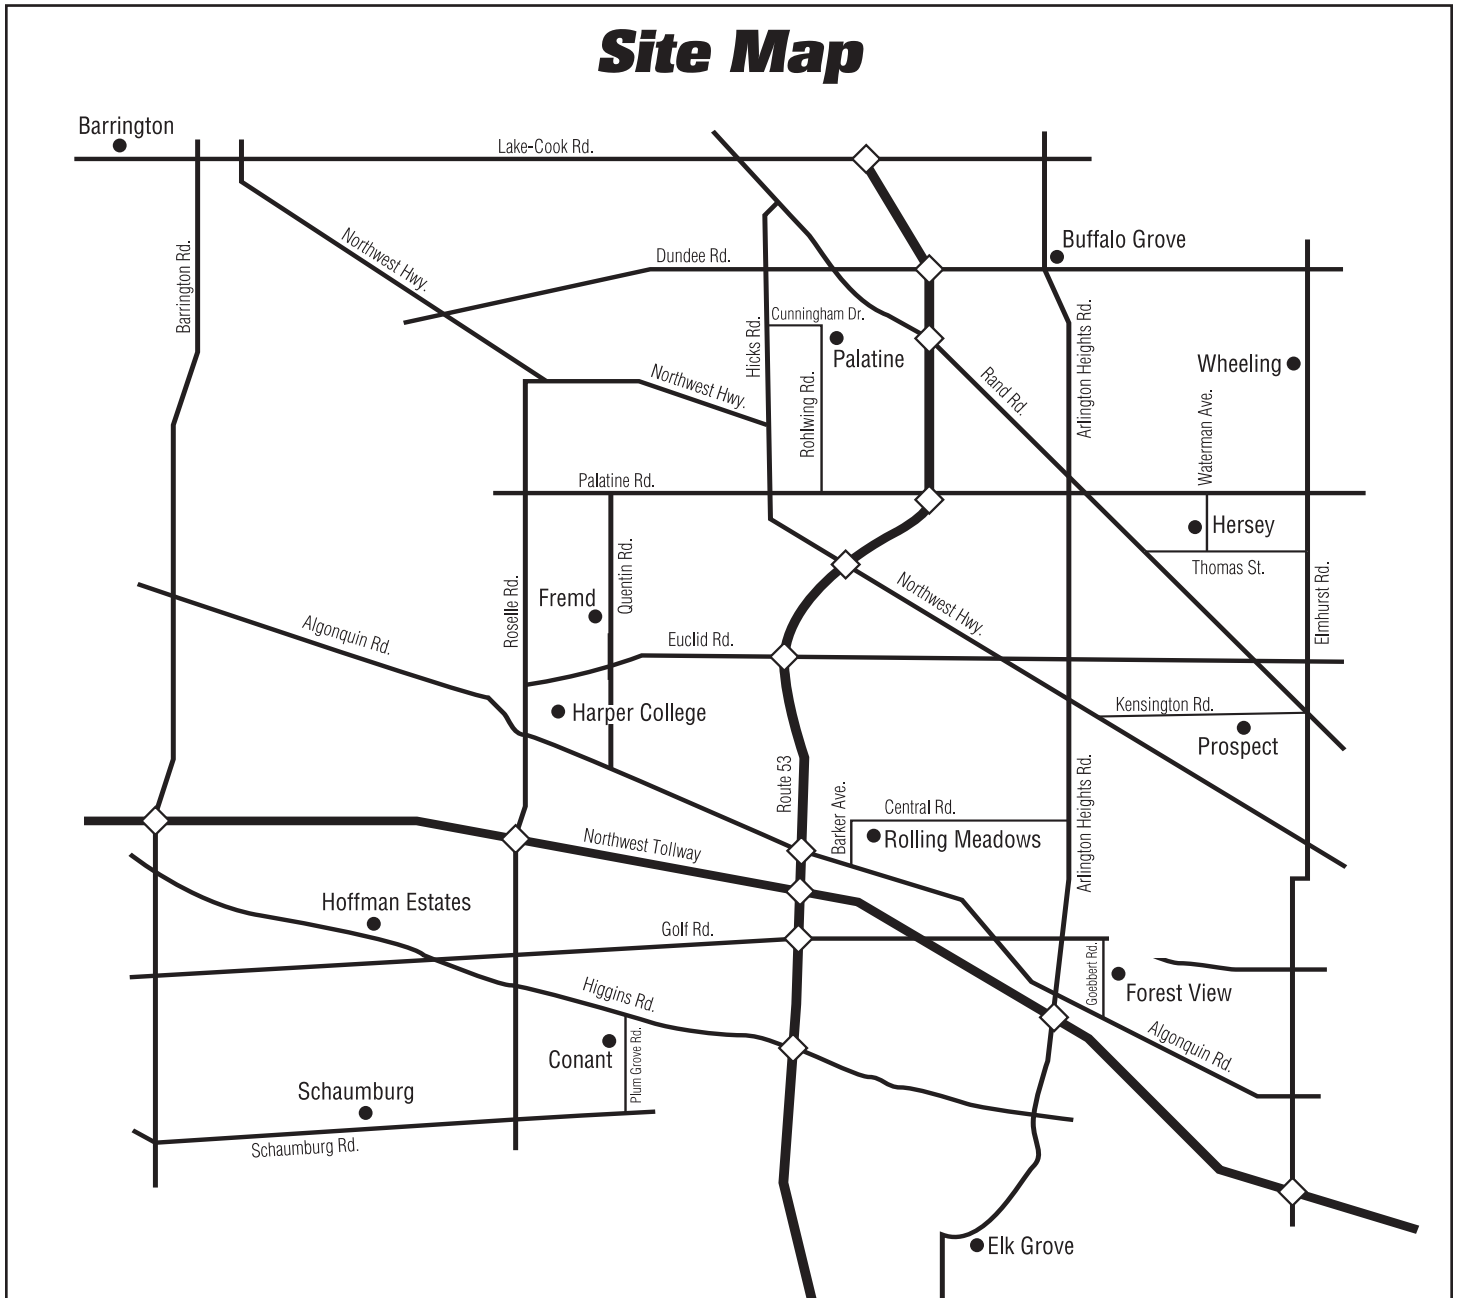 Site Map
Barrington
Lake-Cook Rd.
Buffalo Grove
Barrington Rd.
Northwest Hwy.
Dundee Rd.
Cunningham Dr.
Hicks Rd.
Palatine
Arlington Heights Rd.
Wheeling
Northwest Hwy.
Rohlwing Rd.
Rand Rd.
Waterman Ave.
Palatine Rd.
Hersey
Thomas St.
Quentin Rd.
Fremd
Roselle Rd.
Northwest Hwy.
Elmhurst Rd.
Algonquin Rd.
Euclid Rd.
Harper College
Kensington Rd.
Prospect
Route 53
Barker Ave.
Central Rd.
Rolling Meadows
Arlington Heights Rd.
Northwest Tollway
Hoffman Estates
Golf Rd.
Goebbert Rd.
Forest View
Higgins Rd.
Algonquin Rd.
Conant
Plum Grove Rd.
Schaumburg
Schaumburg Rd.
Elk Grove